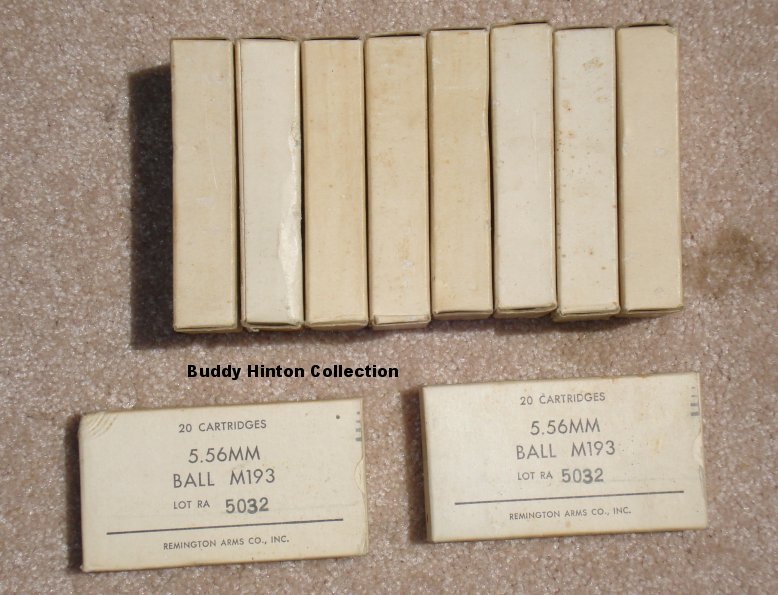 Buddy Hinton Collection
20 CARTRIDGES
5.56MM
BALL M193
LOT RA 5032
REMINGTON ARMS CO., INC.
20 CARTRIDGES
5.56MM
BALL M193
LOT RA 5032
REMINGTON ARMS CO., INC.